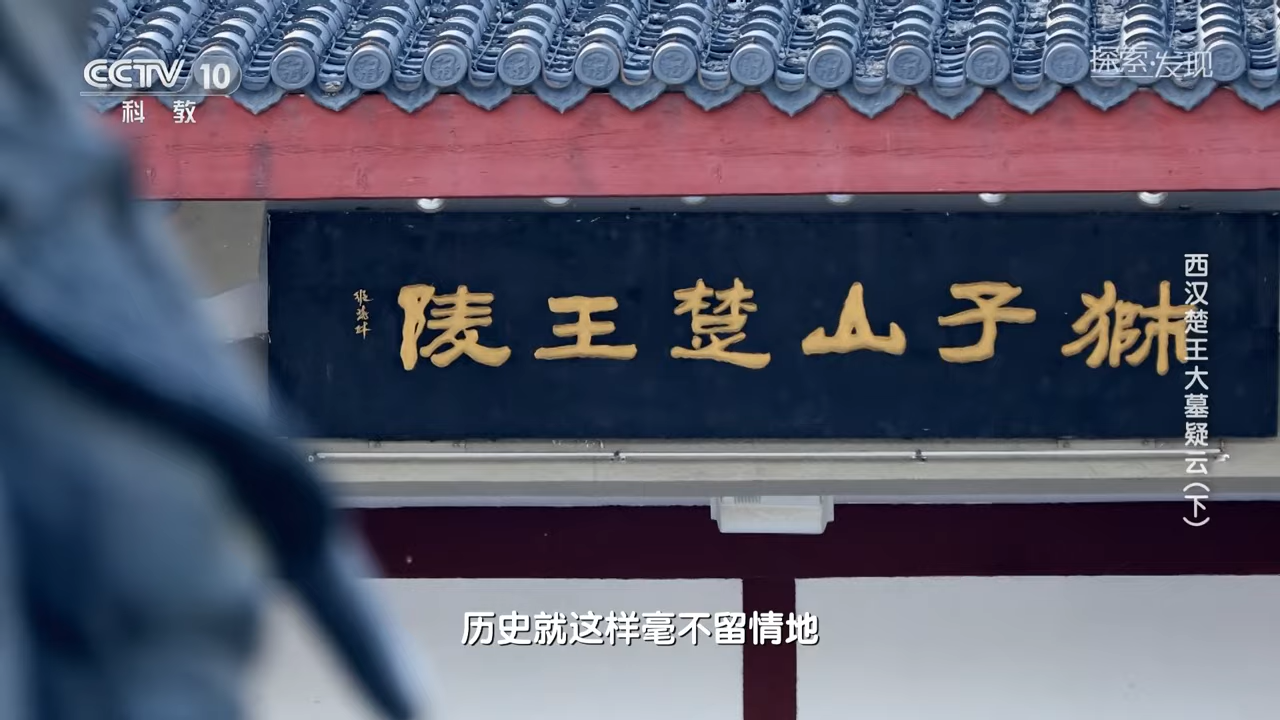 CCTV 10
科教
探索·发现
獅子山楚王陵
西汉楚王大墓疑云(下)
历史就这样毫不留情地